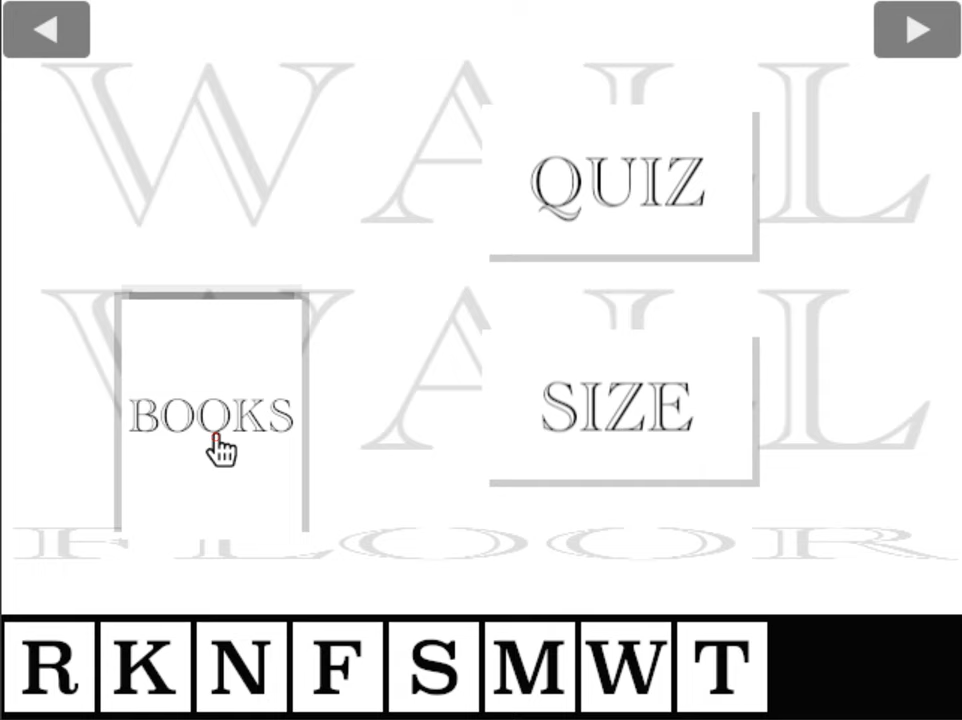 WALL
QUIZ
WALL
BOOKS
SIZE
FLOOR
R K N F S M W T